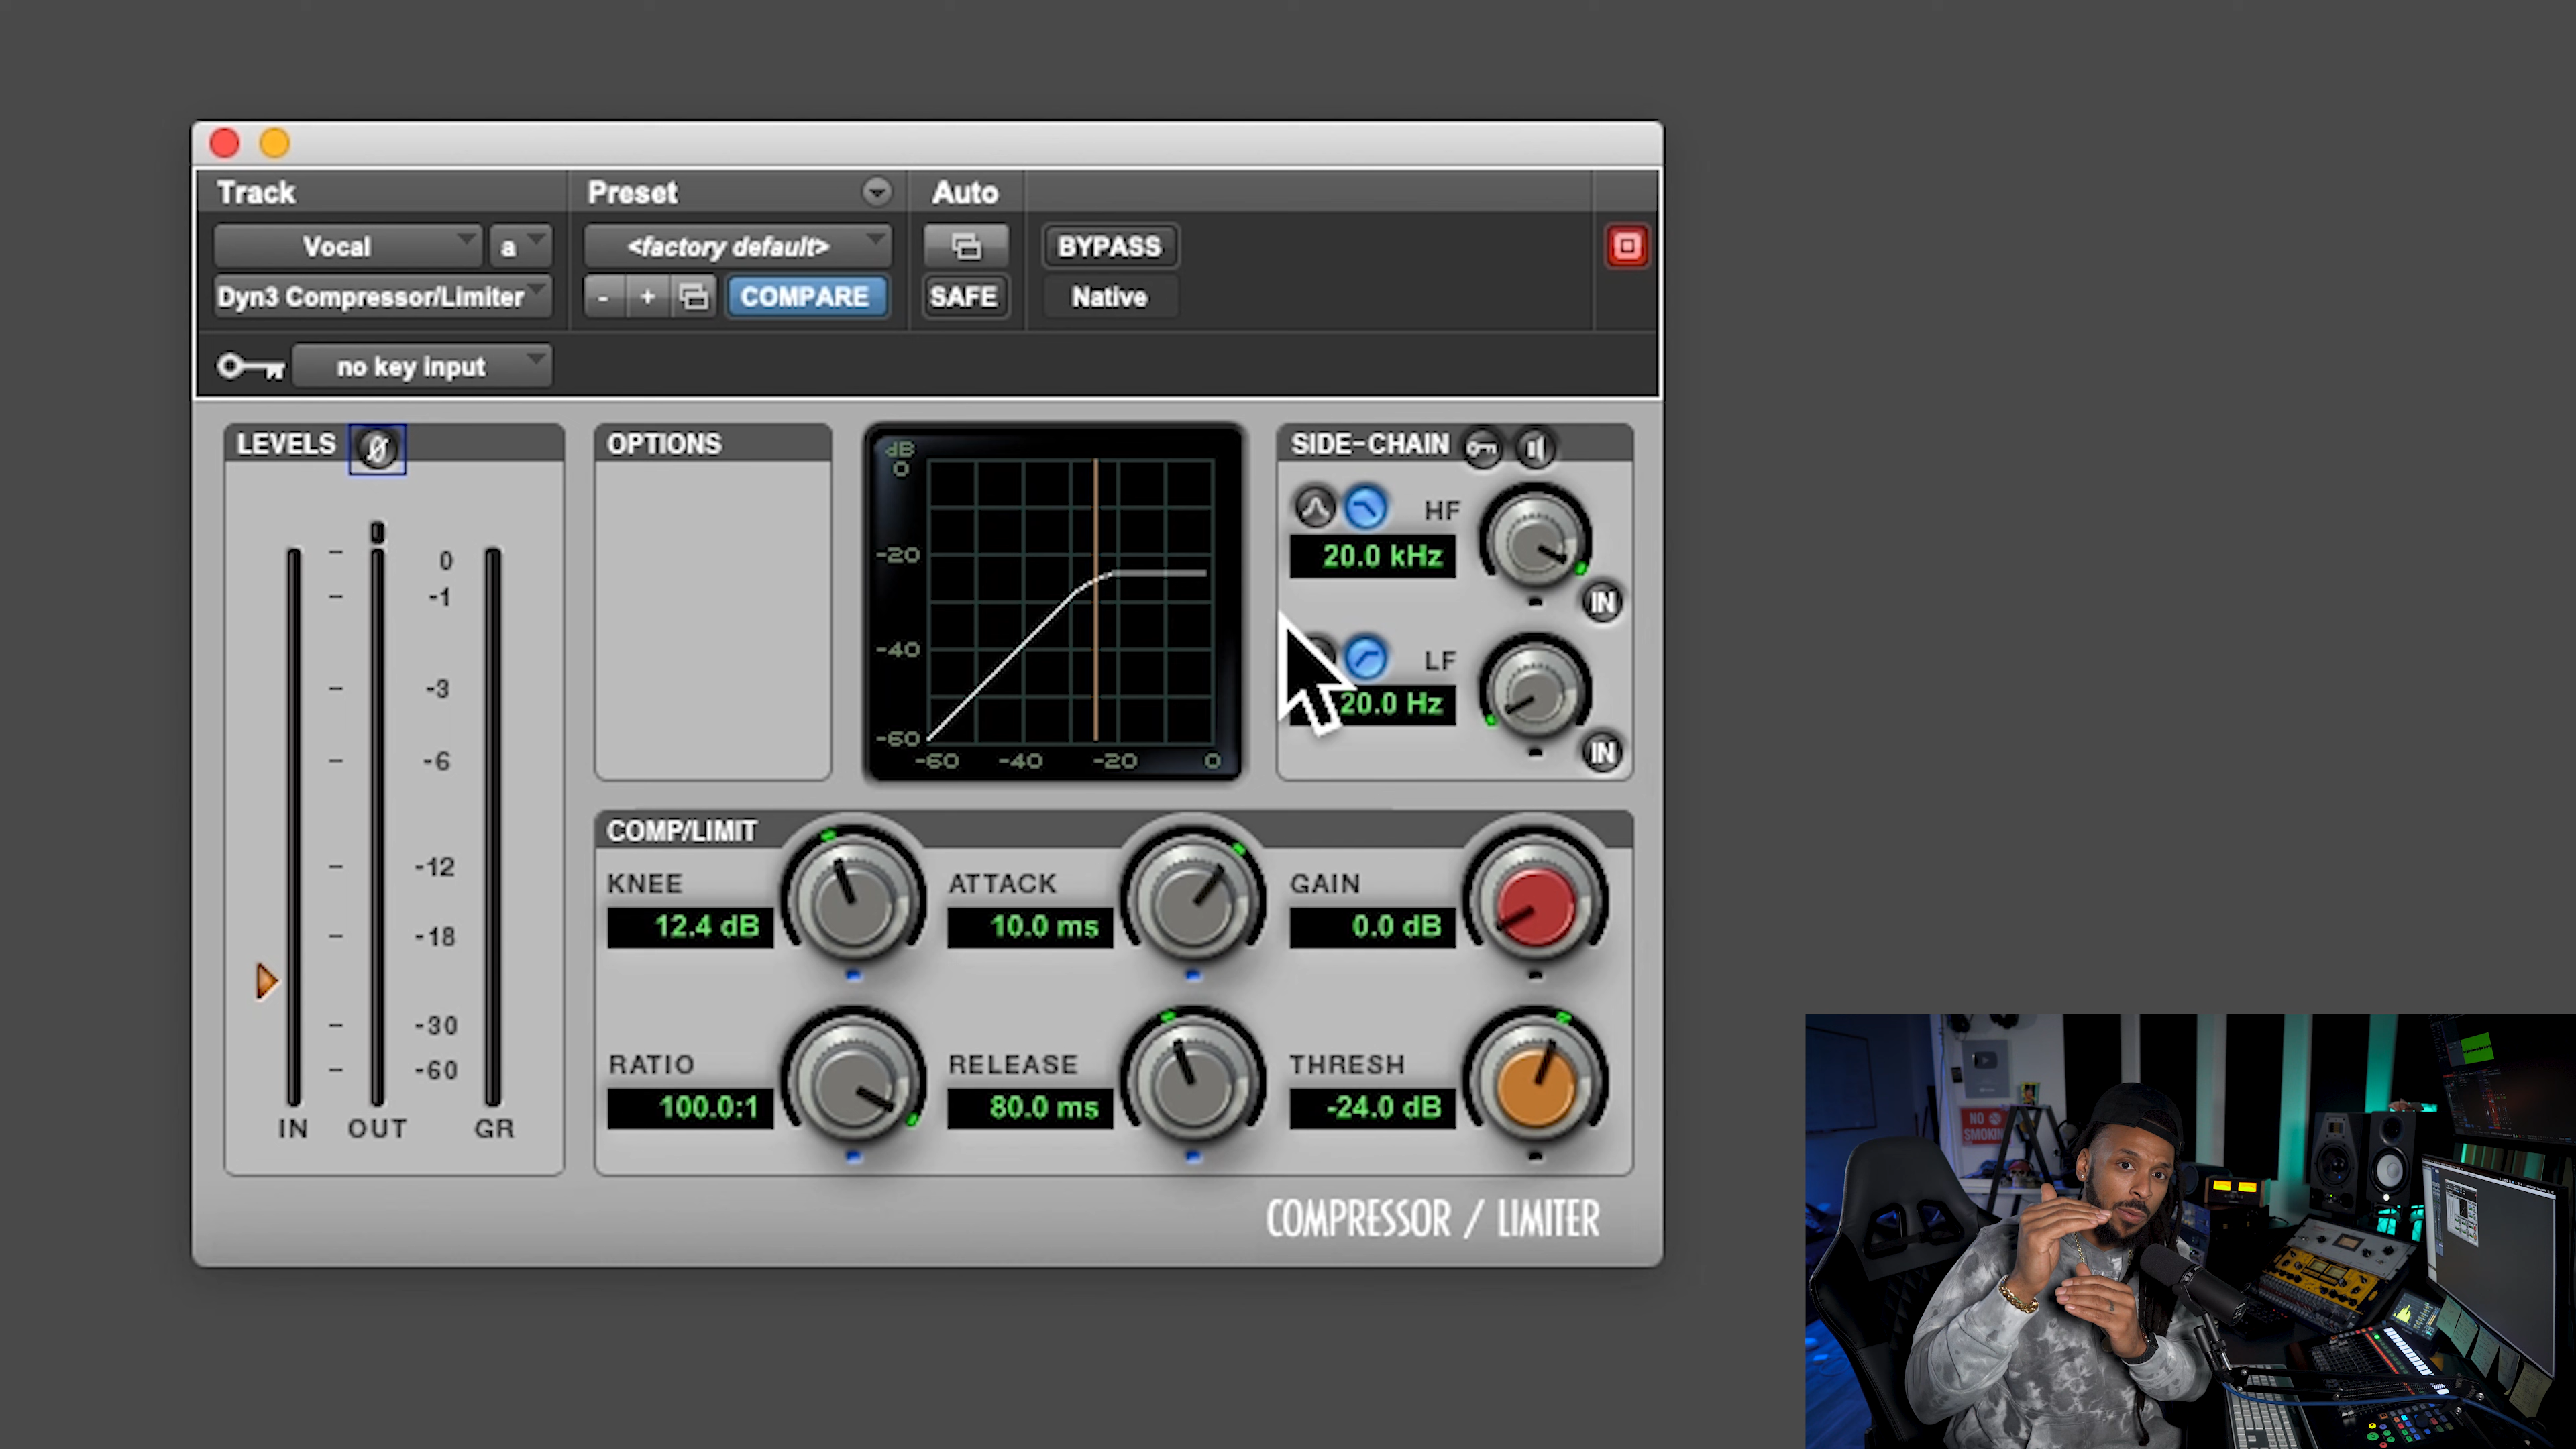 Track
Preset
Auto
Vocal
a
<factory default>
BYPASS
Dyn3 Compressor/Limiter
-
+
COMPARE
SAFE
Native
no key input
LEVELS
ø
OPTIONS
dB
0
-20
-40
-60
-60 -40 -20 0
SIDE-CHAIN
HF
20.0 kHz
IN
LF
20.0 Hz
IN
0
-1
-3
-6
-12
-18
-30
-60
IN OUT GR
COMP/LIMIT
KNEE
12.4 dB
ATTACK
10.0 ms
GAIN
0.0 dB
RATIO
100.0:1
RELEASE
80.0 ms
THRESH
-24.0 dB
COMPRESSOR / LIMITER
NO
SMOKING